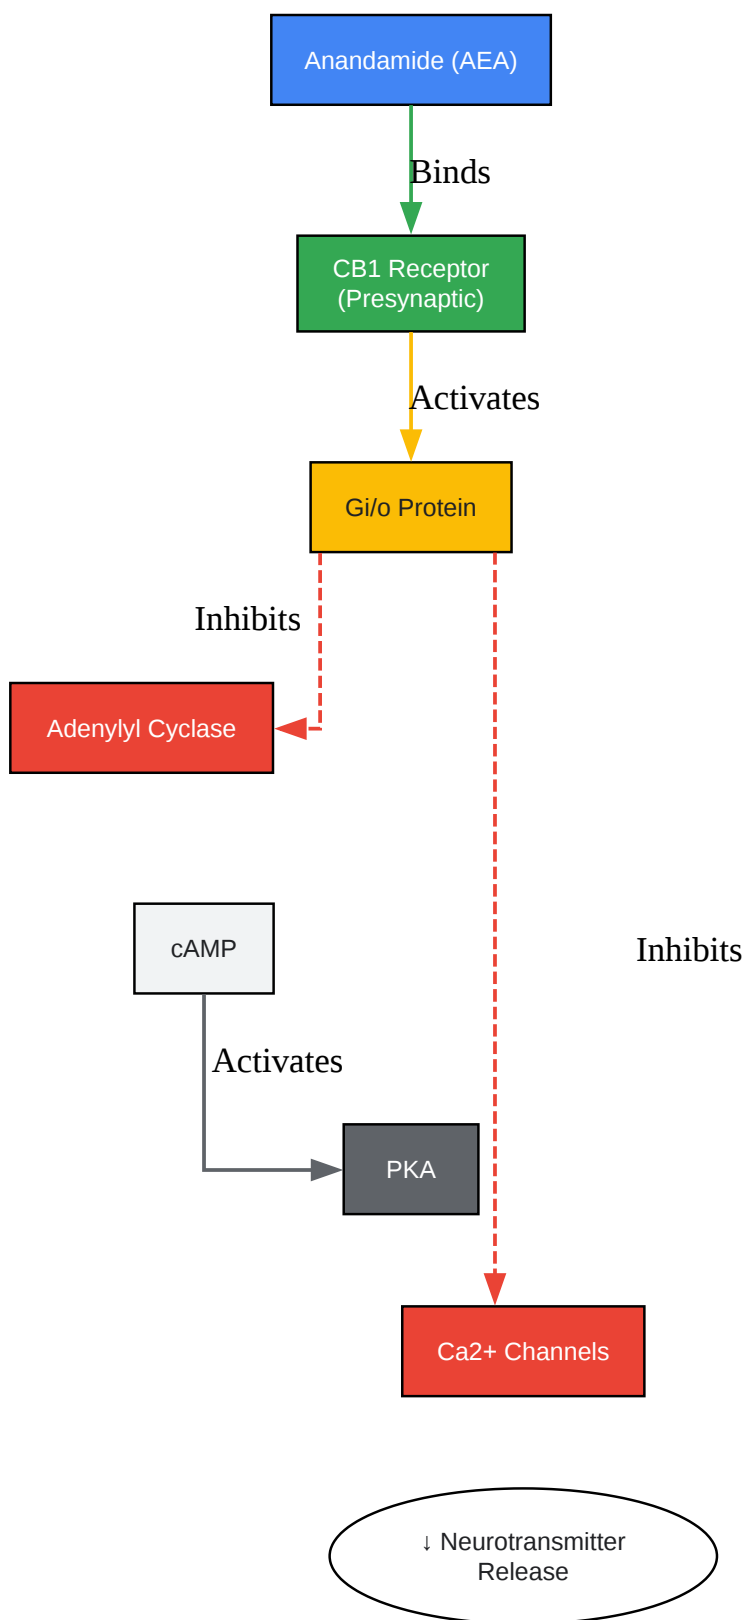 Anandamide (AEA)
Binds
CB1 Receptor
(Presynaptic)
Activates
Gi/o Protein
Inhibits
Adenylyl Cyclase
cAMP
Inhibits
Activates
PKA
Ca2+ Channels
↓ Neurotransmitter
Release